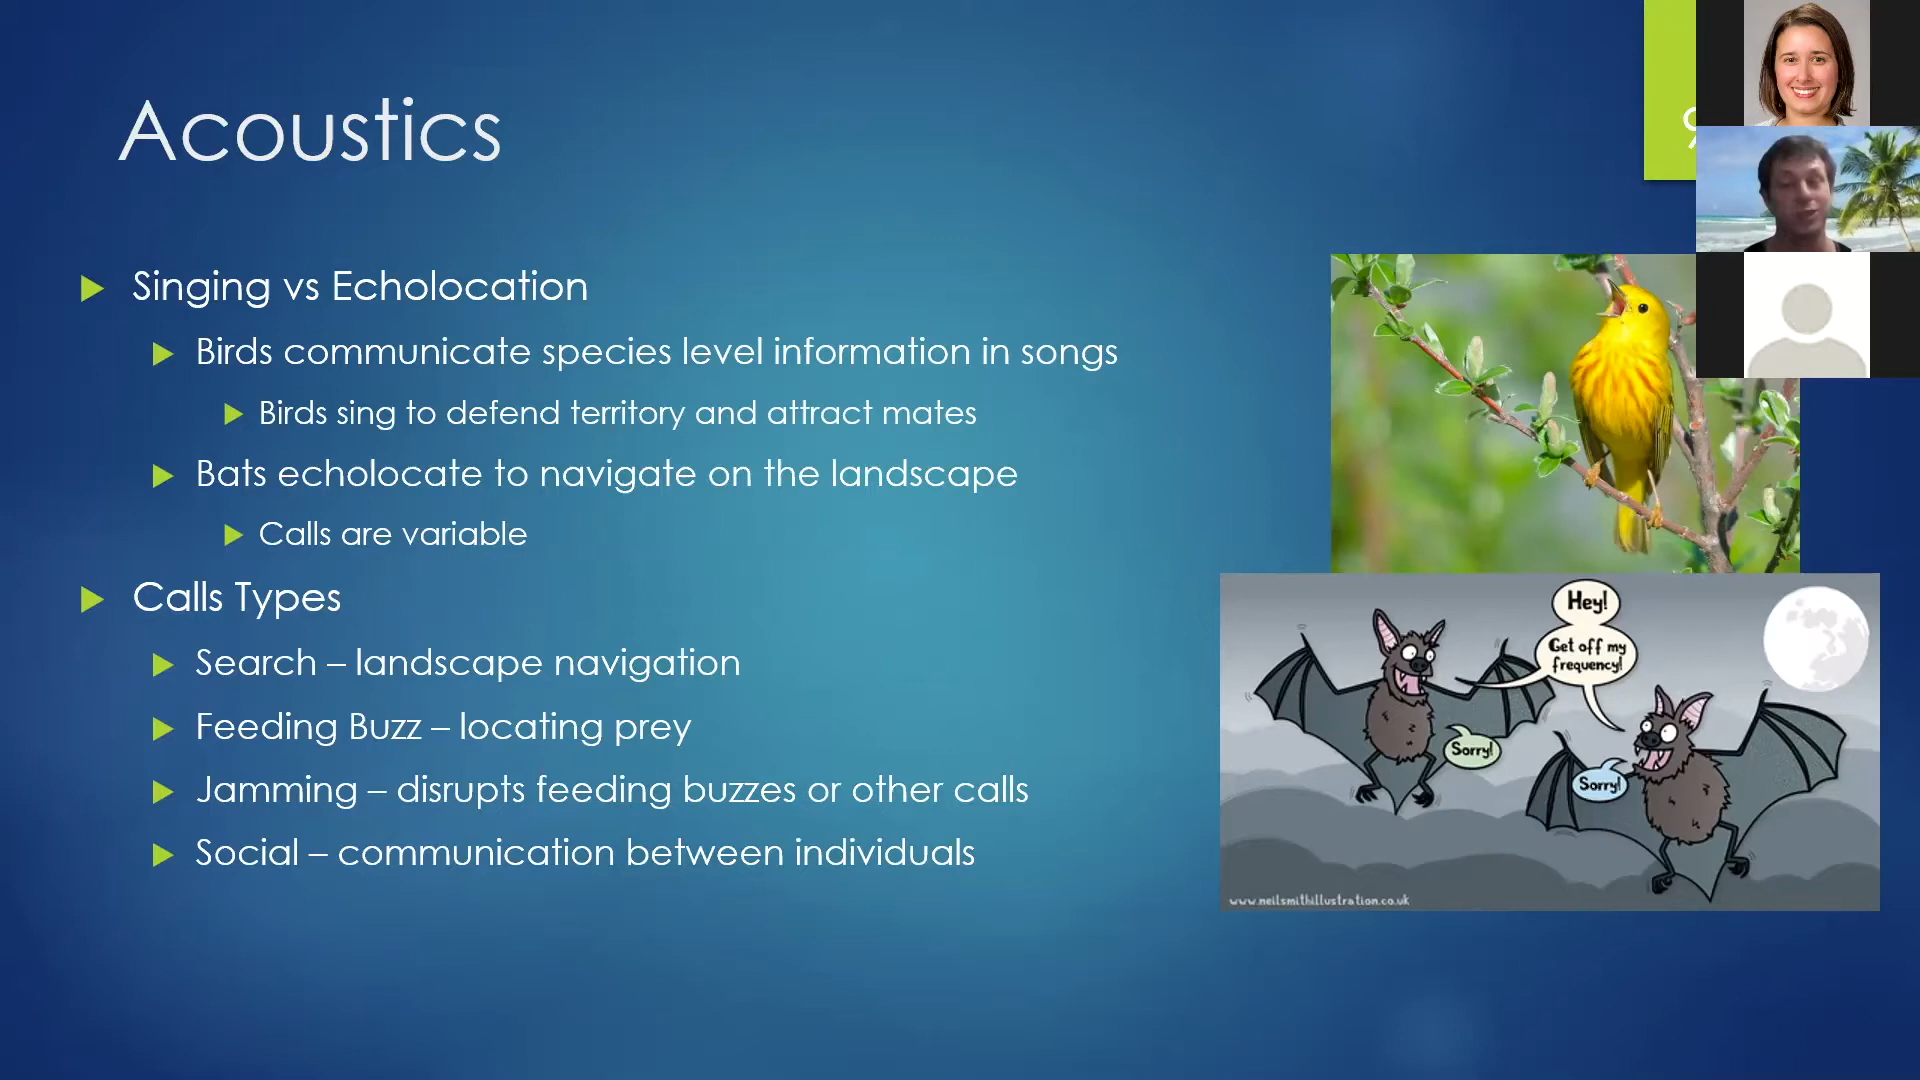 Acoustics
Singing vs Echolocation
Birds communicate species level information in songs
Birds sing to defend territory and attract mates
Bats echolocate to navigate on the landscape
Calls are variable
Calls Types
Search – landscape navigation
Feeding Buzz – locating prey
Jamming – disrupts feeding buzzes or other calls
Social – communication between individuals
Hey!
Get off my
frequency!
Sorry!
Sorry!
www.neilsmithillustration.co.uk